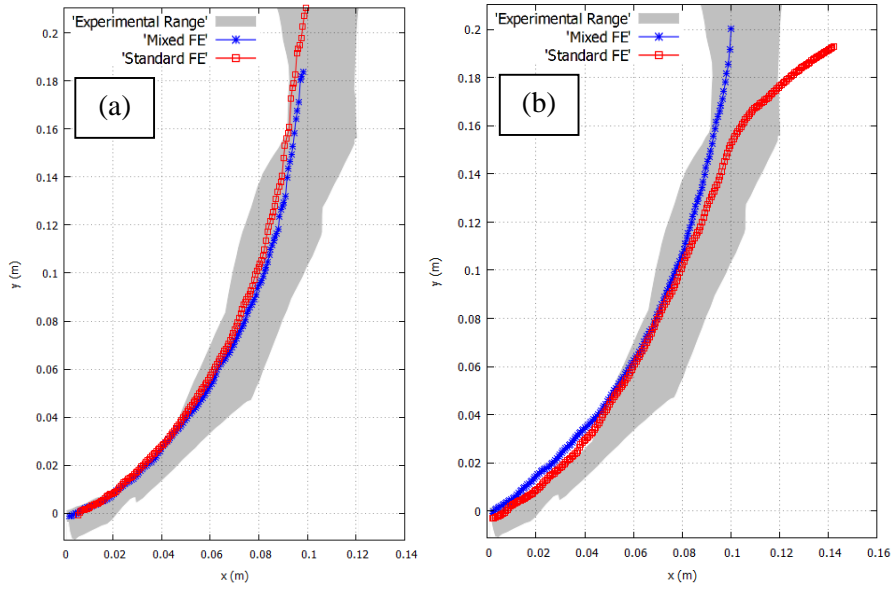 'Experimental Range'
'Mixed FE'
'Standard FE'
(a)
0.2
0.18
0.16
0.14
0.12
0.1
0.08
0.06
0.04
0.02
0
y (m)
0 0.02 0.04 0.06 0.08 0.1 0.12 0.14
x (m)
'Experimental Range'
'Mixed FE'
'Standard FE'
(b)
0.2
0.18
0.16
0.14
0.12
0.1
0.08
0.06
0.04
0.02
0
y (m)
0 0.02 0.04 0.06 0.08 0.1 0.12 0.14 0.16
x (m)